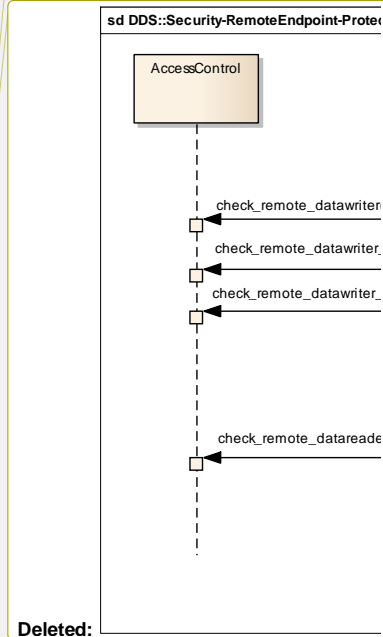 sd DDS::Security-RemoteEndpoint-Protec
AccessControl
check_remote_datawriter
check_remote_datawriter_
check_remote_datawriter_
check_remote_datareade
Deleted: